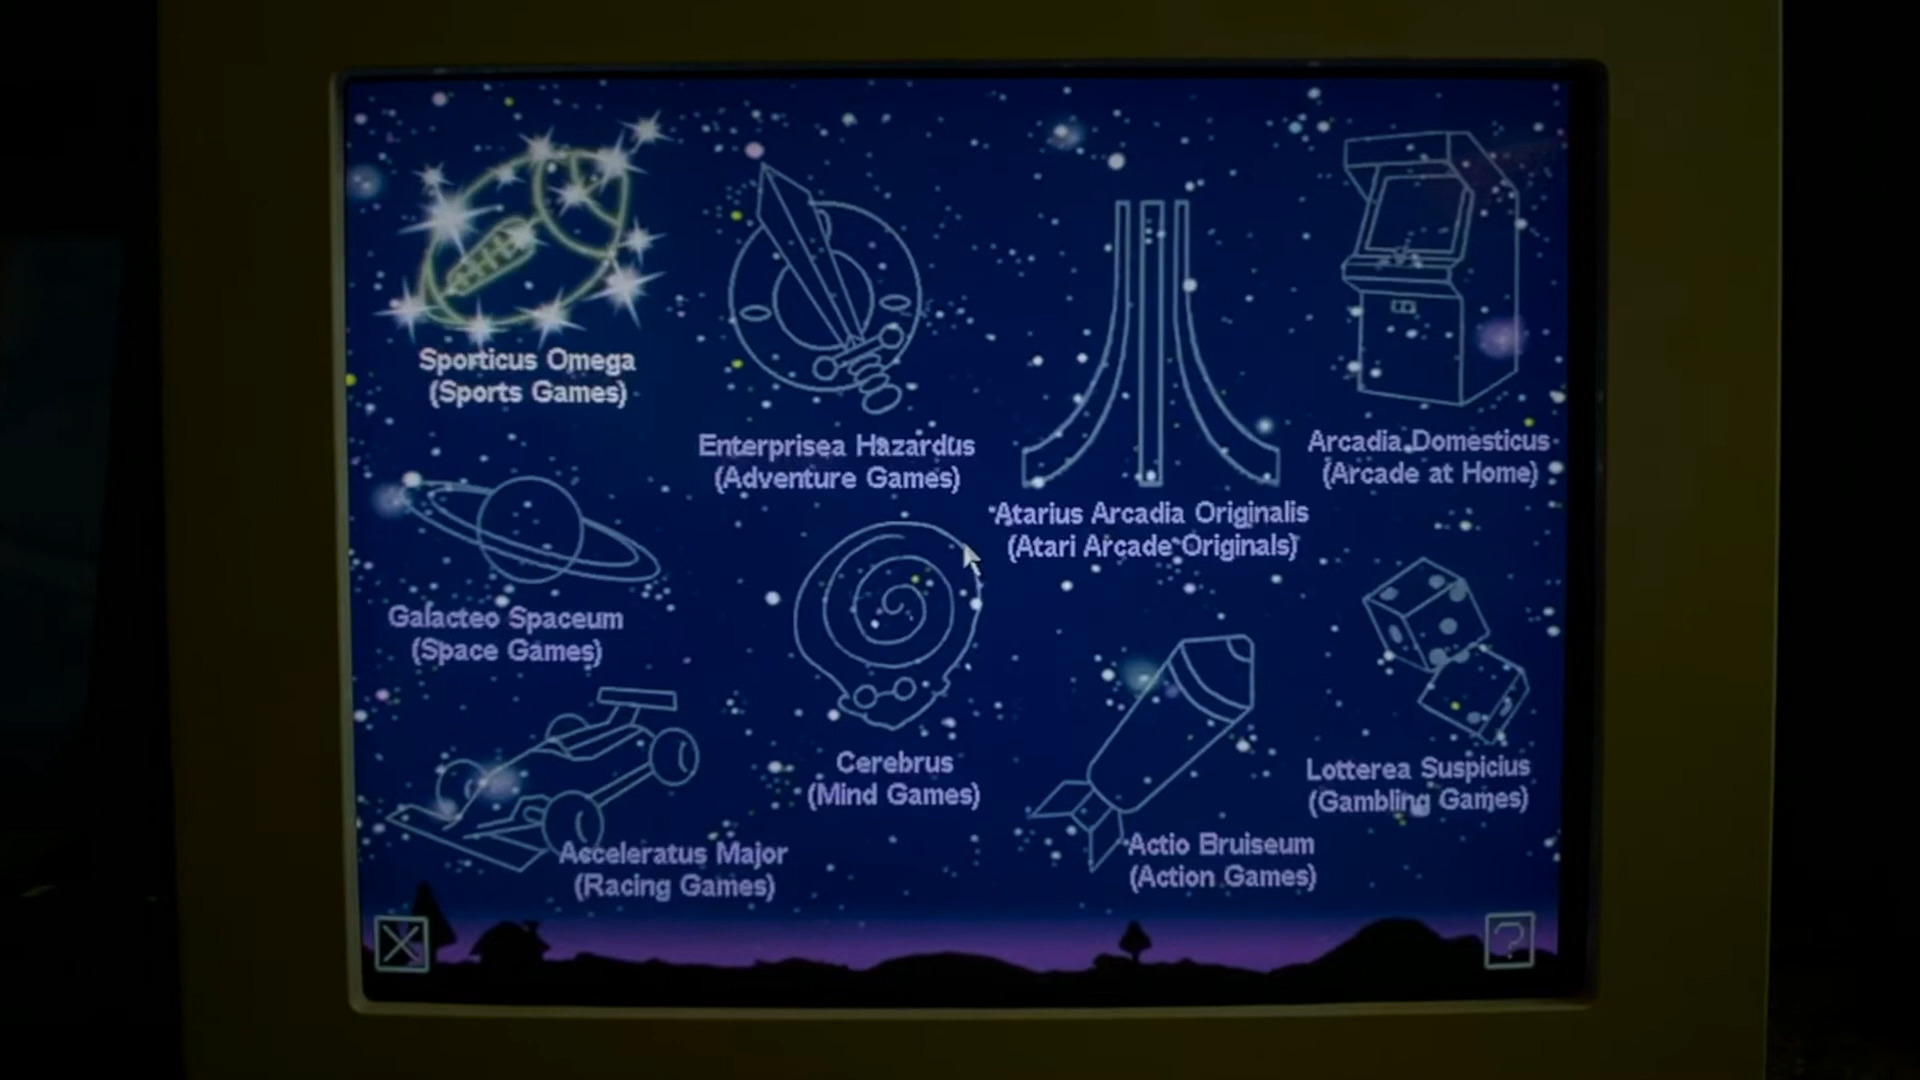 Sporticus Omega
(Sports Games)
Enterprisea Hazardus
(Adventure Games)
Atarius Arcadia Originalis
(Atari Arcade Originals)
Arcadia Domesticus
(Arcade at Home)
Galacteo Spaceum
(Space Games)
Cerebrus
(Mind Games)
Lotterea Suspicius
(Gambling Games)
Acceleratus Major
(Racing Games)
Actio Bruiseum
(Action Games)
X
?